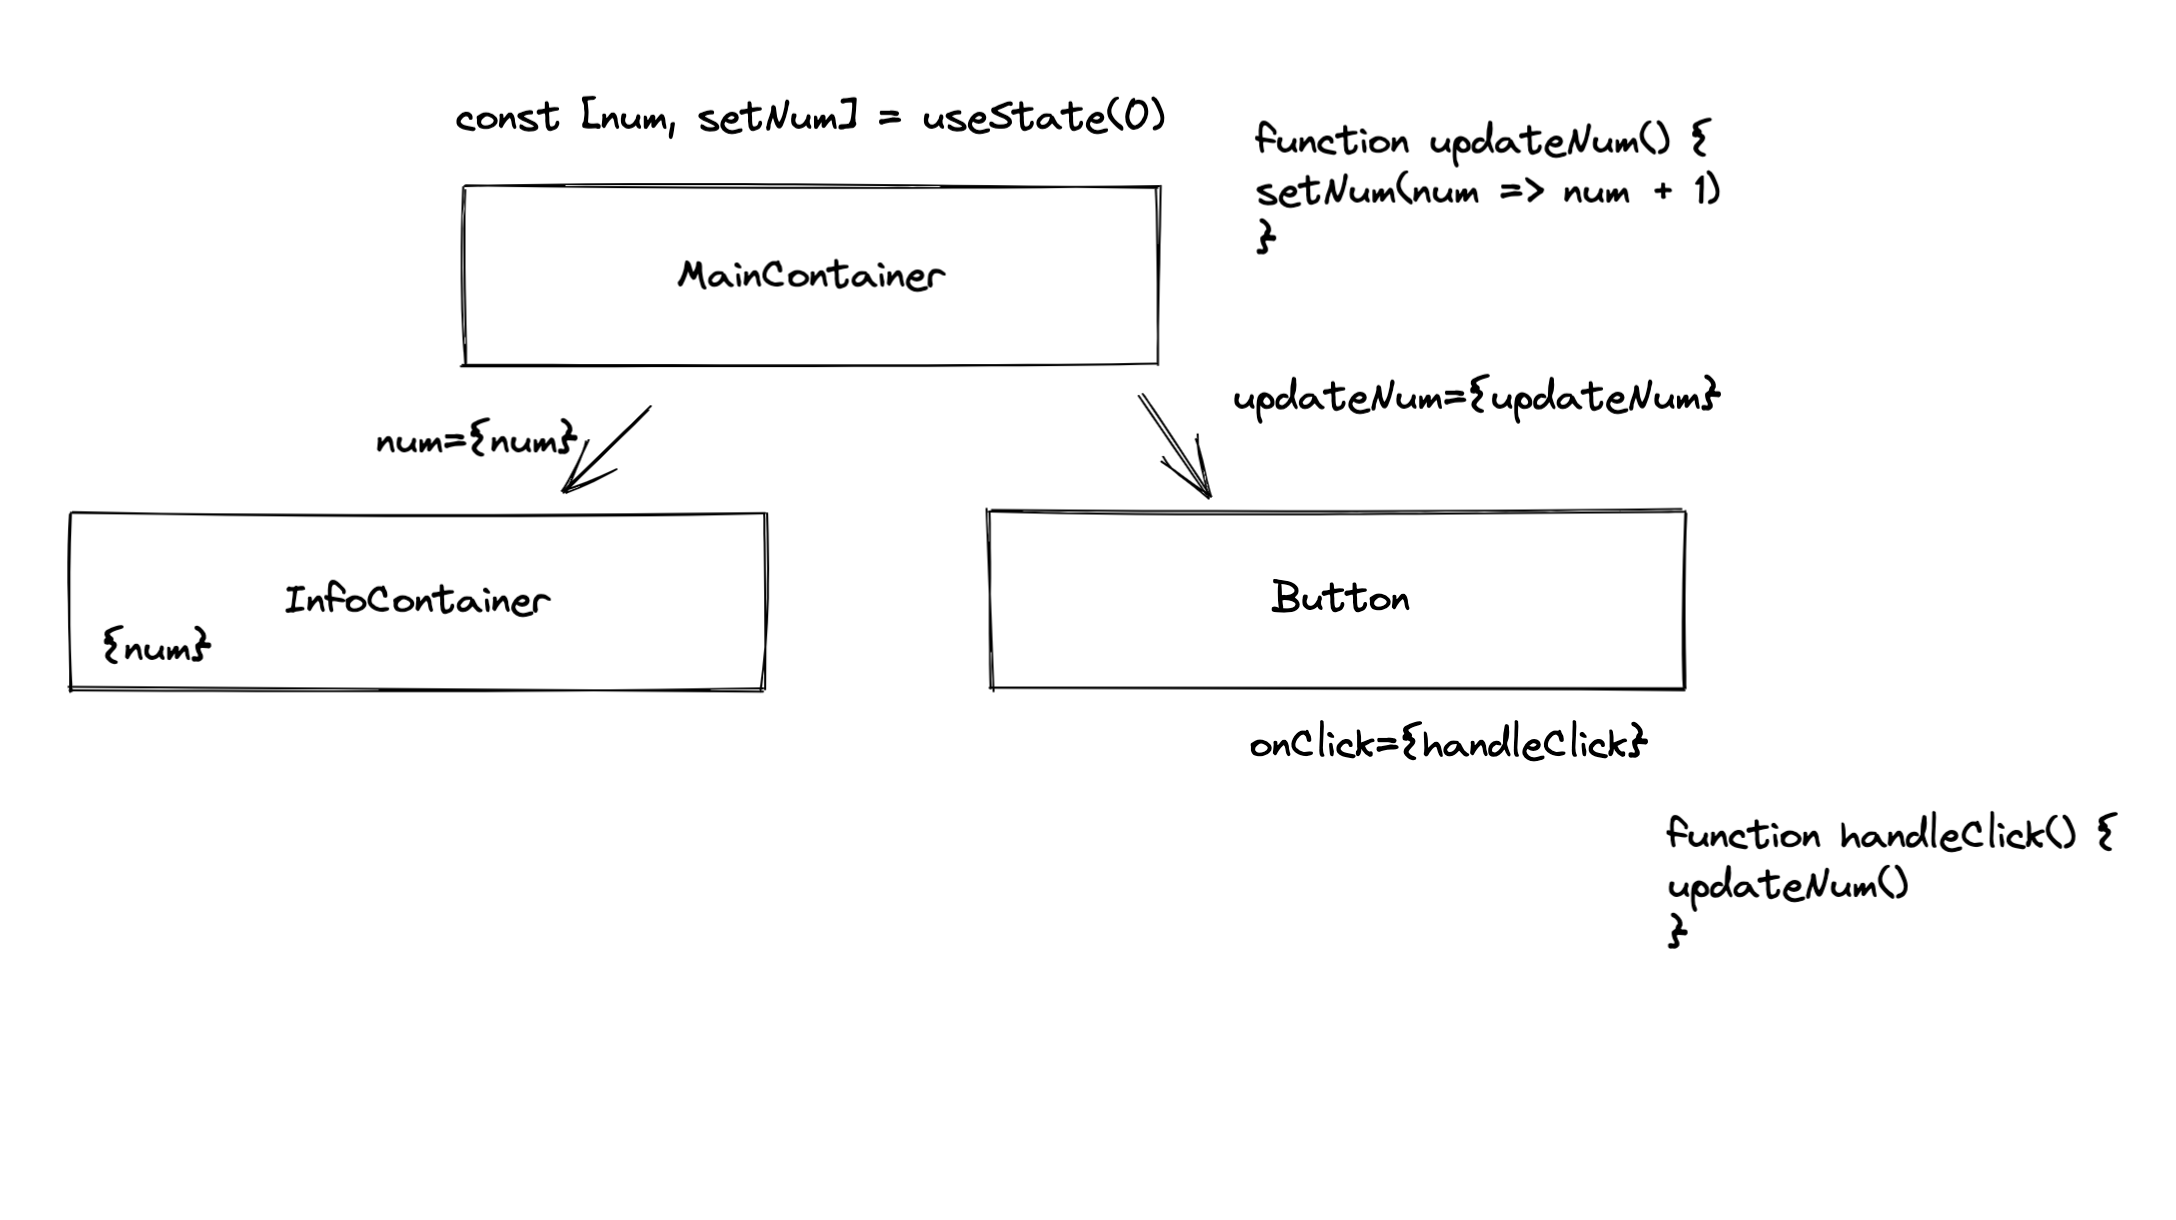 const [num, setNum] = useState(0)
function updateNum() {
setNum(num => num + 1)
}
MainContainer
num={num}
updateNum={updateNum}
InfoContainer
{num}
Button
onClick={handleClick}
function handleClick() {
updateNum()
}